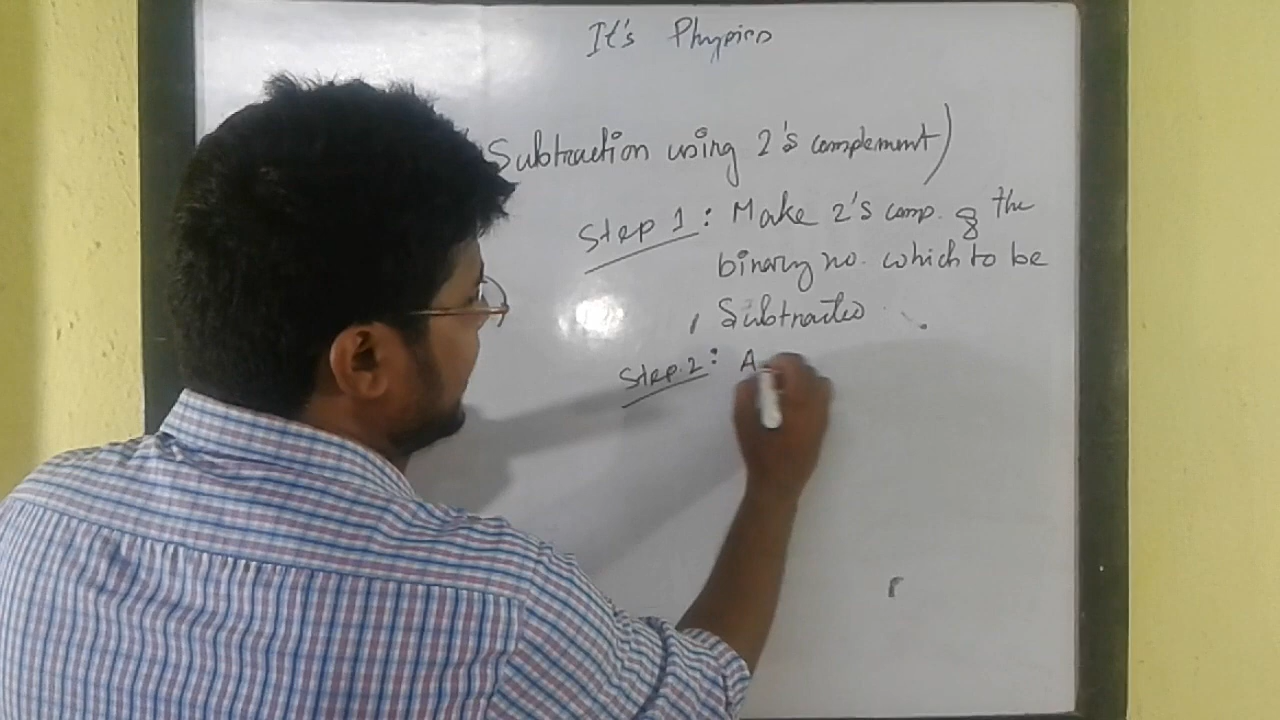 It's Physics
Subtraction using 2's complement)
Step 1: Make 2's comp. of the
binary no. which to be
Subtracted
Step 2: A